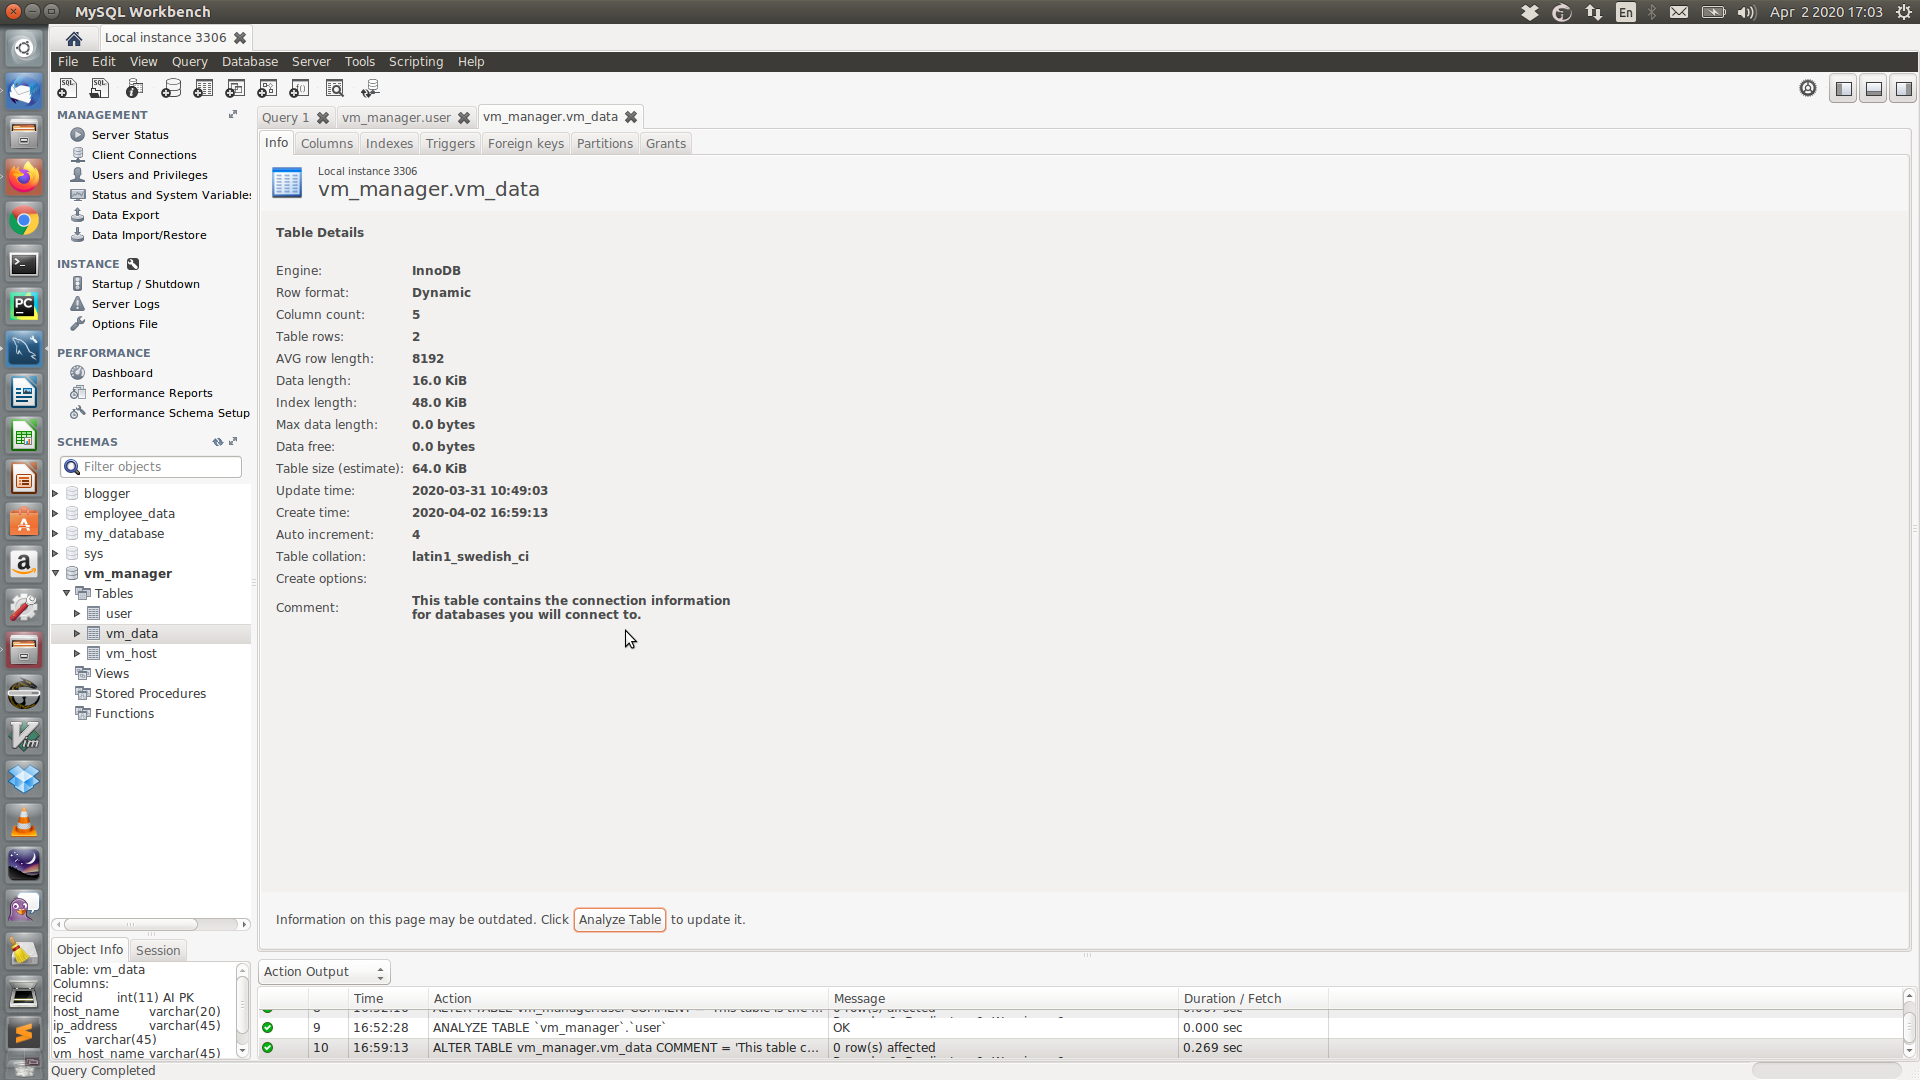 MySQL Workbench
En
Apr 2 2020 17:03
Local instance 3306
File Edit View Query Database Server Tools Scripting Help
MANAGEMENT
Server Status
Client Connections
Users and Privileges
Status and System Variable
Data Export
Data Import/Restore
INSTANCE
Startup / Shutdown
Server Logs
Options File
PERFORMANCE
Dashboard
Performance Reports
Performance Schema Setup
SCHEMAS
Filter objects
blogger
employee_data
my_database
sys
vm_manager
Tables
user
vm_data
vm_host
Views
Stored Procedures
Functions
Object Info Session
Table: vm_data
Columns:
recid int(11) AI PK
host_name varchar(20)
ip_address varchar(45)
os varchar(45)
vm_host_name varchar(45)
Query Completed
Query 1 vm_manager.user vm_manager.vm_data
Info Columns Indexes Triggers Foreign keys Partitions Grants
Local instance 3306
vm_manager.vm_data
Table Details
Engine: InnoDB
Row format: Dynamic
Column count: 5
Table rows: 2
AVG row length: 8192
Data length: 16.0 KiB
Index length: 48.0 KiB
Max data length: 0.0 bytes
Data free: 0.0 bytes
Table size (estimate): 64.0 KiB
Update time: 2020-03-31 10:49:03
Create time: 2020-04-02 16:59:13
Auto increment: 4
Table collation: latin1_swedish_ci
Create options:
Comment: This table contains the connection information
for databases you will connect to.
Information on this page may be outdated. Click Analyze Table to update it.
Action Output
Time Action Message Duration / Fetch
9 16:52:28 ANALYZE TABLE `vm_manager`.`user` OK 0.000 sec
10 16:59:13 ALTER TABLE vm_manager.vm_data COMMENT = 'This table c... 0 row(s) affected 0.269 sec